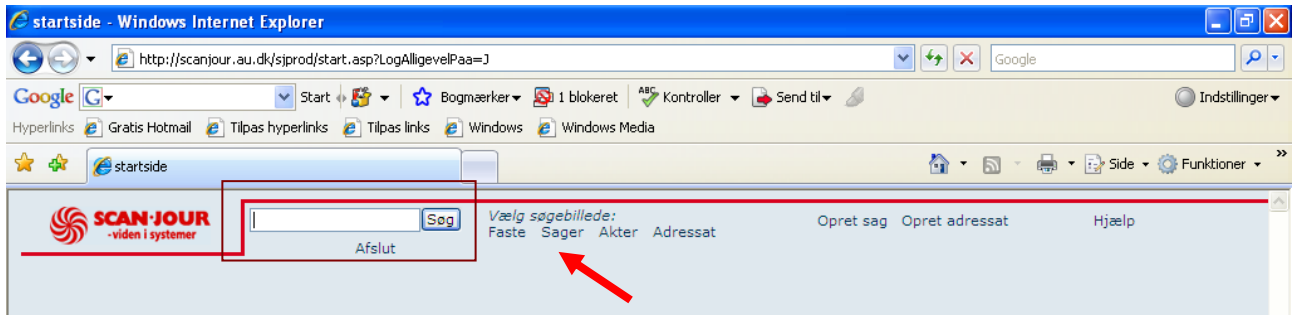 startside - Windows Internet Explorer
http://scanjour.au.dk/sjprod/start.asp?LogAlligevelPaa=J
Google
Google G Start Bogmærker 1 blokeret ABC Kontroller Send til Indstillinger
Hyperlinks Gratis Hotmail Tilpas hyperlinks Tilpas links Windows Windows Media
startside Side Funktioner »
SCAN·JOUR
-viden i systemer
Søg
Afslut
Vælg søgebillede:
Faste Sager Akter Adressat
Opret sag Opret adressat Hjælp